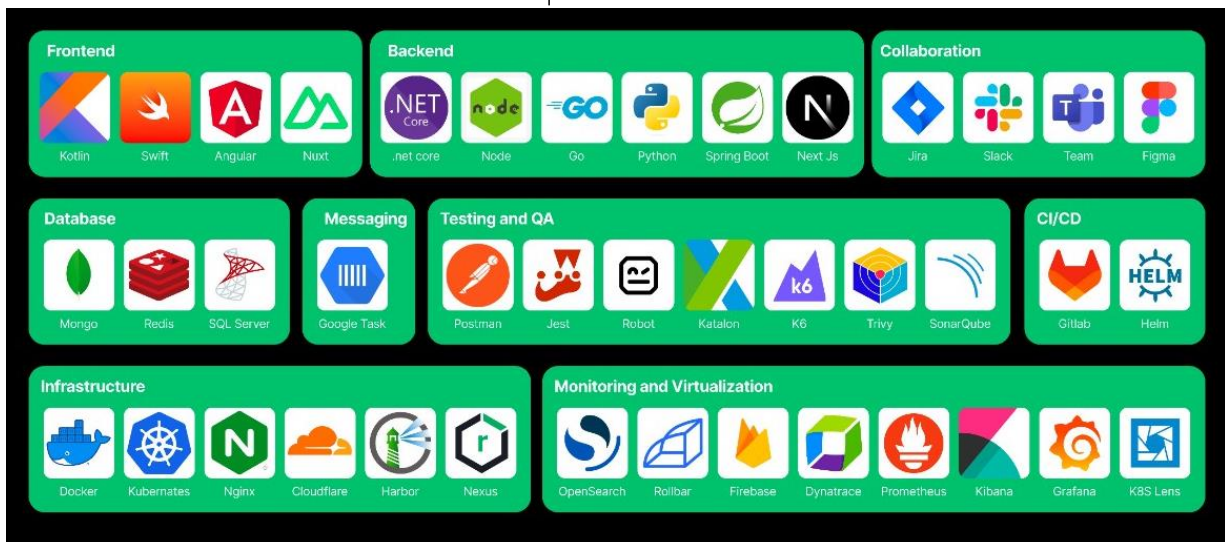 Frontend
Kotlin Swift Angular Nuxt
Backend
.NET Core node GO N
.net core Node Go Python Spring Boot Next Js
Collaboration
Jira Slack Team Figma
Database
Mongo Redis SQL Server
Messaging
Google Task
Testing and QA
k6
Postman Jest Robot Katalon K6 Trivy SonarQube
CI/CD
HELM
Gitlab Helm
Infrastructure
N r
Docker Kubernates Nginx Cloudflare Harbor Nexus
Monitoring and Virtualization
OpenSearch Rollbar Firebase Dynatrace Prometheus Kibana Grafana K8S Lens